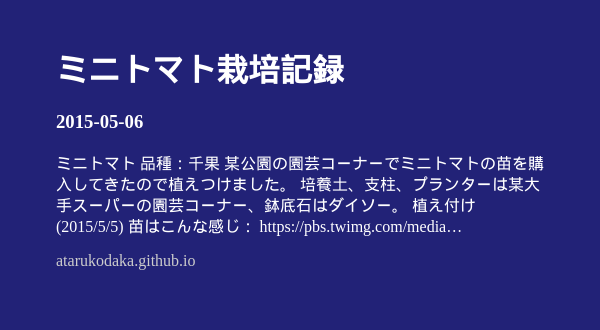 ミニトマト栽培記録
2015-05-06
ミニトマト 品種：千果 某公園の園芸コーナーでミニトマトの苗を購
入してきたので植えつけました。 培養土、支柱、プランターは某大
手スーパーの園芸コーナー、鉢底石はダイソー。 植え付け
(2015/5/5) 苗はこんな感じ： https://pbs.twimg.com/media…
atarukodaka.github.io